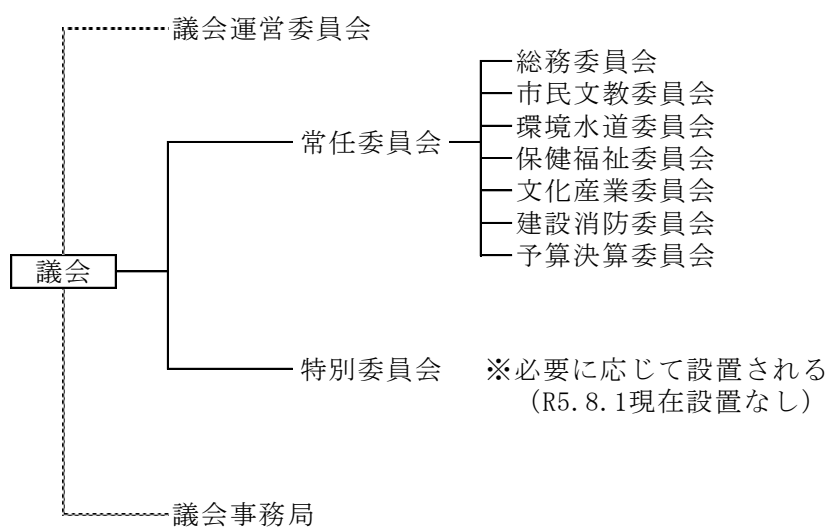 議会運営委員会
総務委員会
市民文教委員会
環境水道委員会
常任委員会
保健福祉委員会
文化産業委員会
建設消防委員会
予算決算委員会
議会
特別委員会 ※必要に応じて設置される
（R5.8.1現在設置なし）
議会事務局